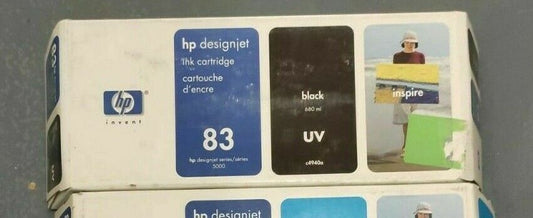 hp
invent
hp designjet
ink cartridge
cartouche
d'encre
83
hp designjet series/séries
5000
black
680 ml
UV
c4940a
inspire
hp designjet